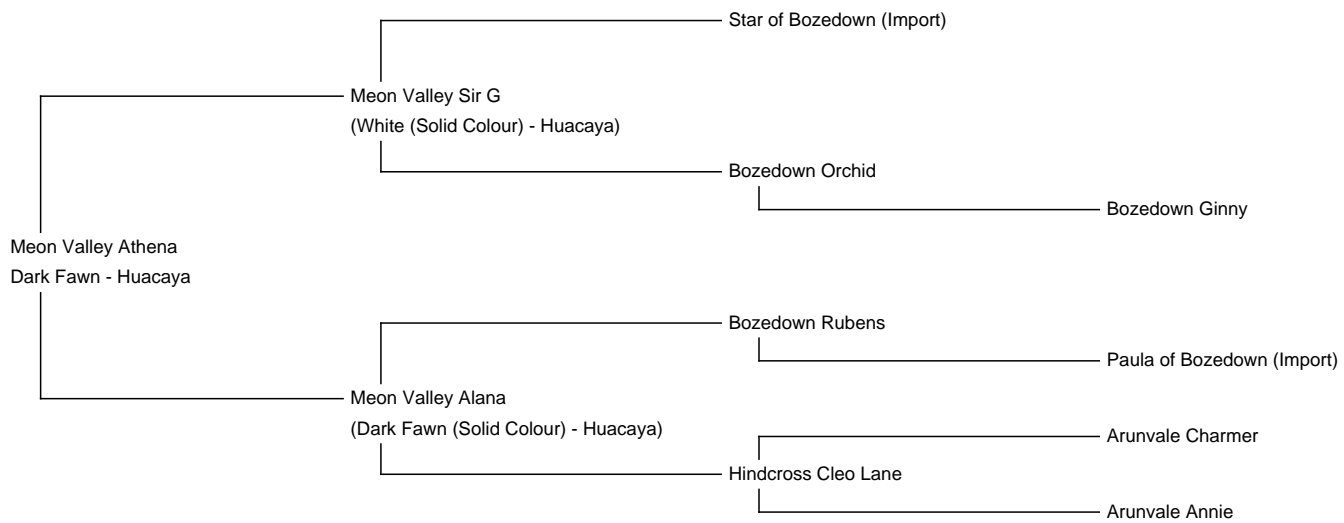 Star of Bozedown (Import)
Meon Valley Sir G
(White (Solid Colour) - Huacaya)
Bozedown Orchid
Bozedown Ginny
Meon Valley Athena
Dark Fawn - Huacaya
Bozedown Rubens
Paula of Bozedown (Import)
Meon Valley Alana
(Dark Fawn (Solid Colour) - Huacaya)
Arunvale Charmer
Hindcross Cleo Lane
Arunvale Annie